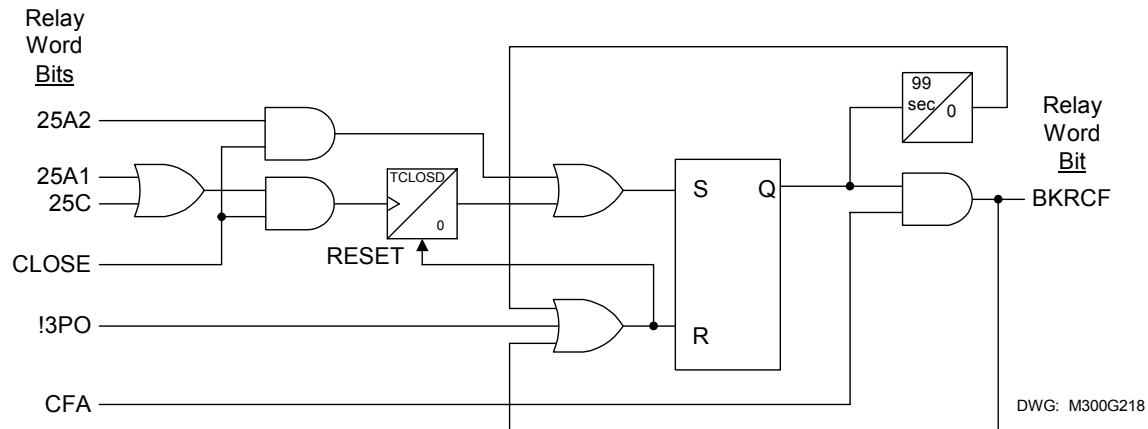 Relay
Word
Bits
25A2
25A1
25C
CLOSE
!3PO
CFA
TCLOSD
0
RESET
S
Q
R
99
sec
0
Relay
Word
Bit
BKRCF
DWG: M300G218